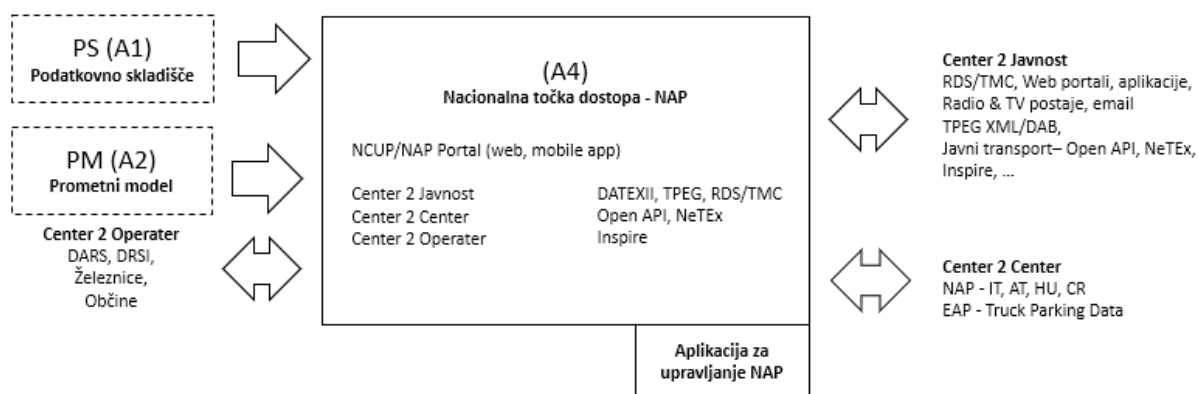 PS (A1)
Podatkovno skladišče
PM (A2)
Prometni model
Center 2 Operater
DARS, DRSI,
Železnice,
Občine
(A4)
Nacionalna točka dostopa - NAP
NCUP/NAP Portal (web, mobile app)
Center 2 Javnost DATEXII, TPEG, RDS/TMC
Center 2 Center Open API, NeTEx
Center 2 Operater Inspire
Aplikacija za
upravljanje NAP
Center 2 Javnost
RDS/TMC, Web portali, aplikacije,
Radio & TV postaje, email
TPEG XML/DAB,
Javni transport– Open API, NeTEx,
Inspire, ...
Center 2 Center
NAP - IT, AT, HU, CR
EAP - Truck Parking Data